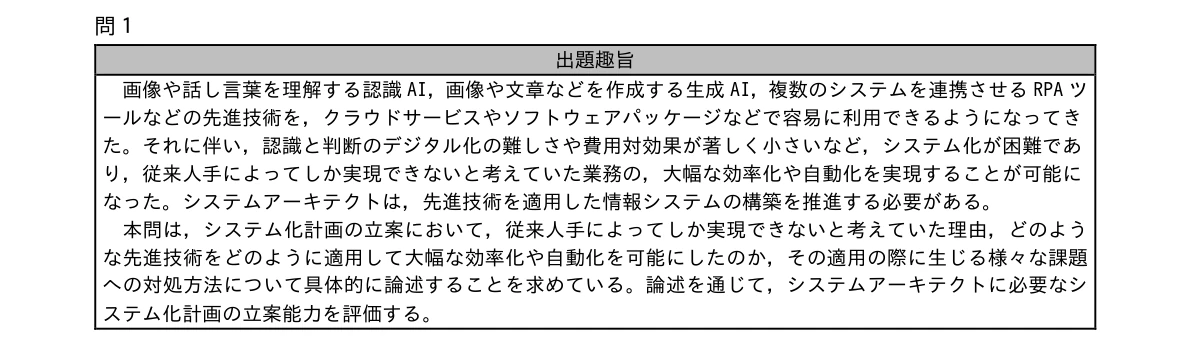 問1
出題趣旨
画像や話し言葉を理解する認識 AI，画像や文章などを作成する生成 AI，複数のシステムを連携させる RPA ツ
ールなどの先進技術を，クラウドサービスやソフトウェアパッケージなどで容易に利用できるようになってき
た。それに伴い，認識と判断のデジタル化の難しさや費用対効果が著しく小さいなど，システム化が困難であ
り，従来人手によってしか実現できないと考えていた業務の，大幅な効率化や自動化を実現することが可能に
なった。システムアーキテクトは，先進技術を適用した情報システムの構築を推進する必要がある。
本問は，システム化計画の立案において，従来人手によってしか実現できないと考えていた理由，どのよう
な先進技術をどのように適用して大幅な効率化や自動化を可能にしたのか，その適用の際に生じる様々な課題
への対処方法について具体的に論述することを求めている。論述を通じて，システムアーキテクトに必要なシ
ステム化計画の立案能力を評価する。